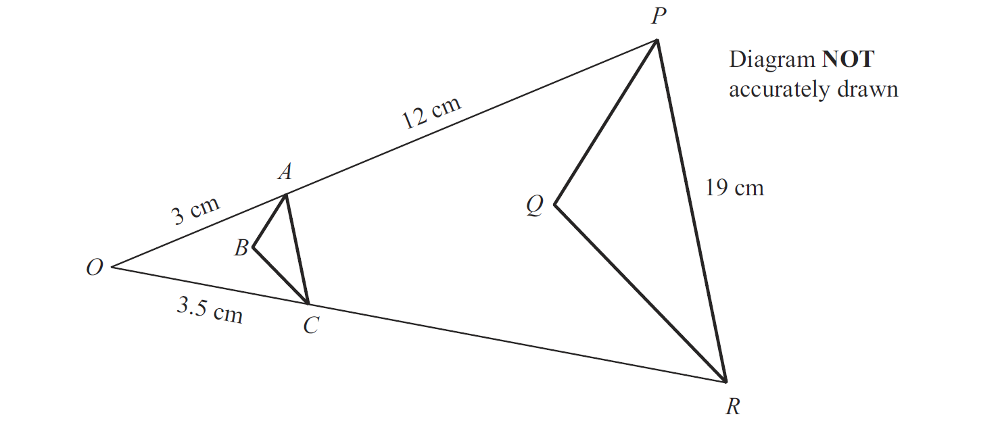 P
Diagram NOT
accurately drawn
12 cm
A
3 cm
19 cm
Q
B
O
3.5 cm
C
R